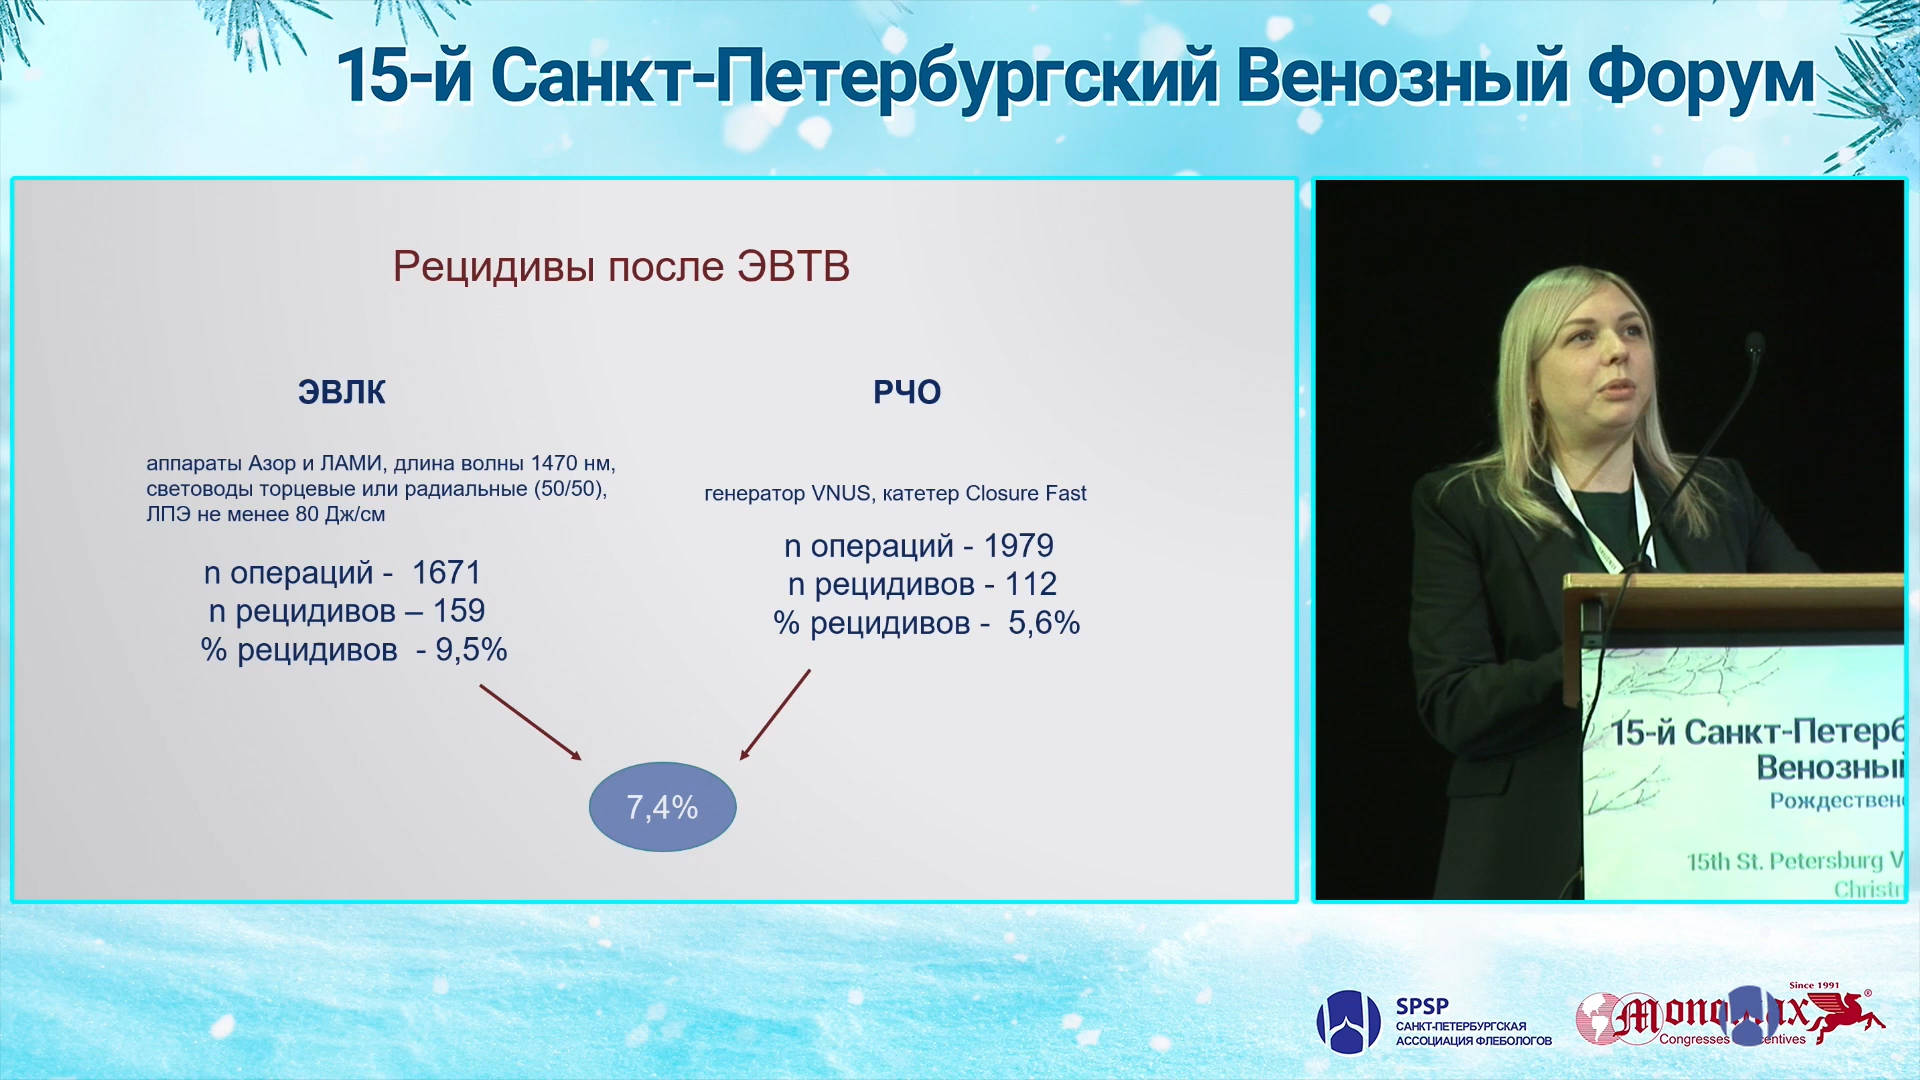 15-й Санкт-Петербургский Венозный Форум
Рецидивы после ЭВТВ
ЭВЛК
аппараты Азор и ЛАМИ, длина волны 1470 нм,
световоды торцевые или радиальные (50/50),
ЛПЭ не менее 80 Дж/см
n операций - 1671
n рецидивов – 159
% рецидивов - 9,5%
РЧО
генератор VNUS, катетер Closure Fast
n операций - 1979
n рецидивов - 112
% рецидивов - 5,6%
7,4%
15-й Санкт-Петерб
Венозны
Рождествен
15th St. Petersburg V
Christ
SPSP
САНКТ-ПЕТЕРБУРГСКАЯ
АССОЦИАЦИЯ ФЛЕБОЛОГОВ
Since 1991
Monomax®
Congresses